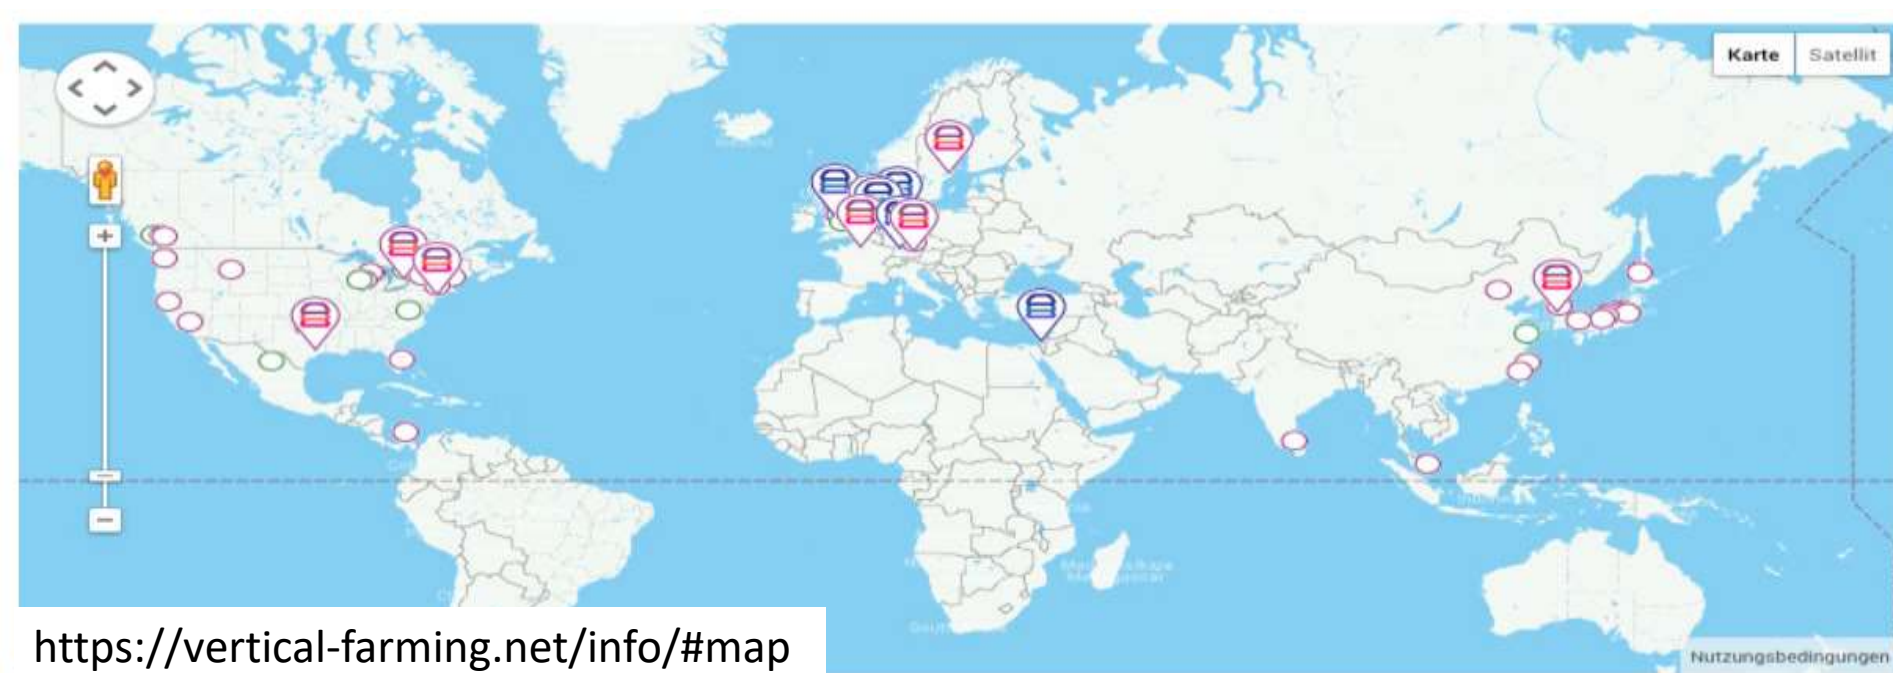 Karte Satellit
https://vertical-farming.net/info/#map
Nutzungsbedingungen